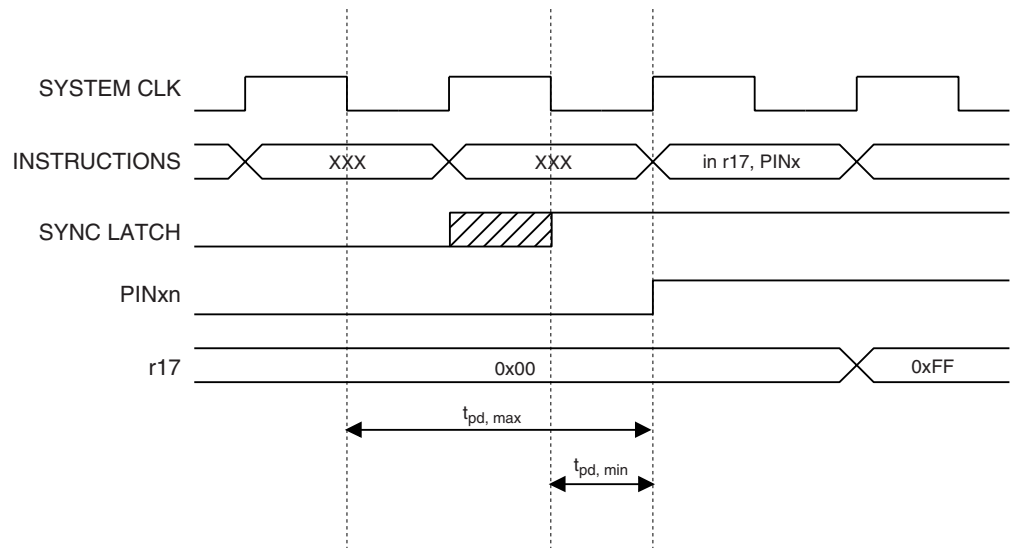 SYSTEM CLK
INSTRUCTIONS XXX XXX in r17, PINx
SYNC LATCH
PINxn
r17 0x00 0xFF
tpd, max
tpd, min